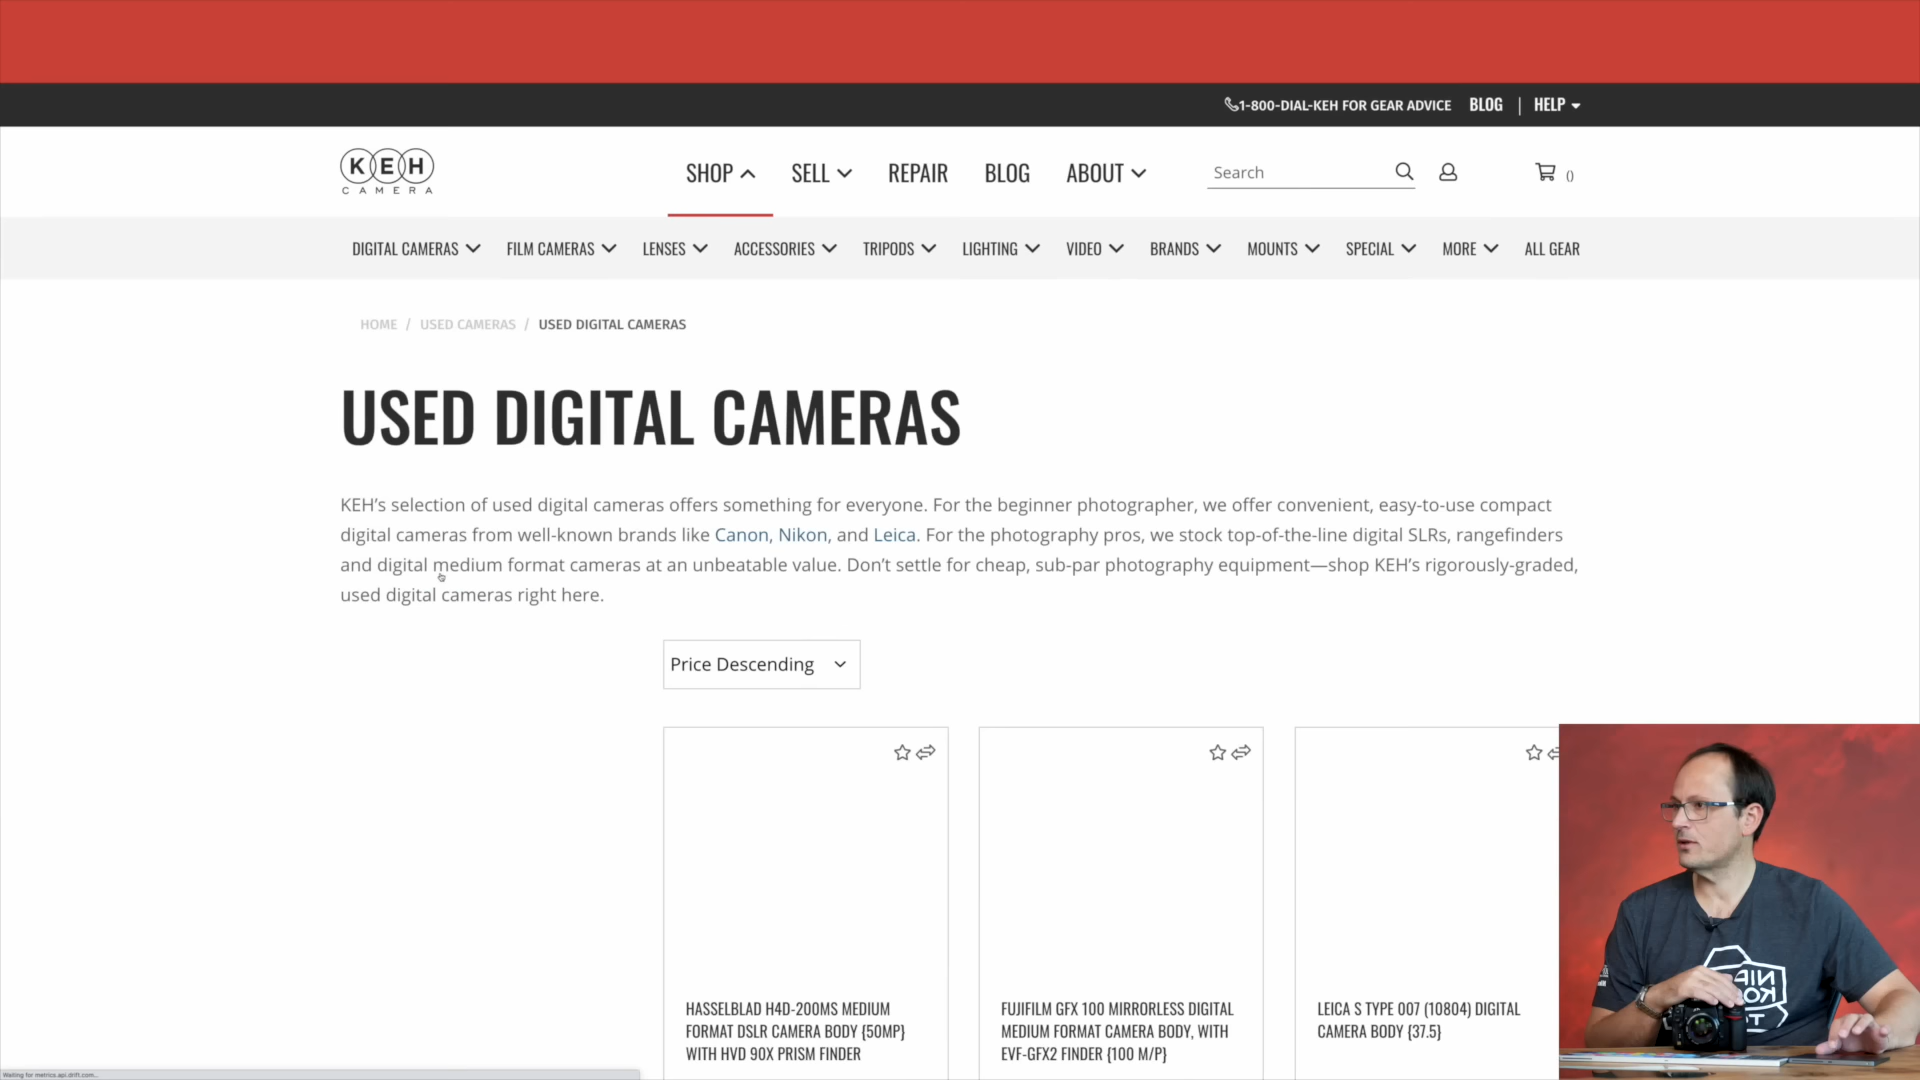 1-800-DIAL-KEH FOR GEAR ADVICE BLOG | HELP
KEH
CAMERA
SHOP SELL REPAIR BLOG ABOUT Search ()
DIGITAL CAMERAS FILM CAMERAS LENSES ACCESSORIES TRIPODS LIGHTING VIDEO BRANDS MOUNTS SPECIAL MORE ALL GEAR
HOME / USED CAMERAS / USED DIGITAL CAMERAS
USED DIGITAL CAMERAS
KEH’s selection of used digital cameras offers something for everyone. For the beginner photographer, we offer convenient, easy-to-use compact
digital cameras from well-known brands like Canon, Nikon, and Leica. For the photography pros, we stock top-of-the-line digital SLRs, rangefinders
and digital medium format cameras at an unbeatable value. Don’t settle for cheap, sub-par photography equipment—shop KEH’s rigorously-graded,
used digital cameras right here.
Price Descending
HASSELBLAD H4D-200MS MEDIUM
FORMAT DSLR CAMERA BODY {50MP}
WITH HVD 90X PRISM FINDER
FUJIFILM GFX 100 MIRRORLESS DIGITAL
MEDIUM FORMAT CAMERA BODY, WITH
EVF-GFX2 FINDER {100 M/P}
LEICA S TYPE 007 (10804) DIGITAL
CAMERA BODY {37.5}
Waiting for metrics.api.drift.com...